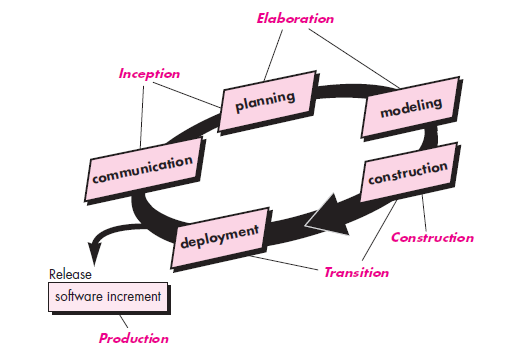 Elaboration
Inception
planning
modeling
communication
construction
deployment
Construction
Transition
Release
software increment
Production